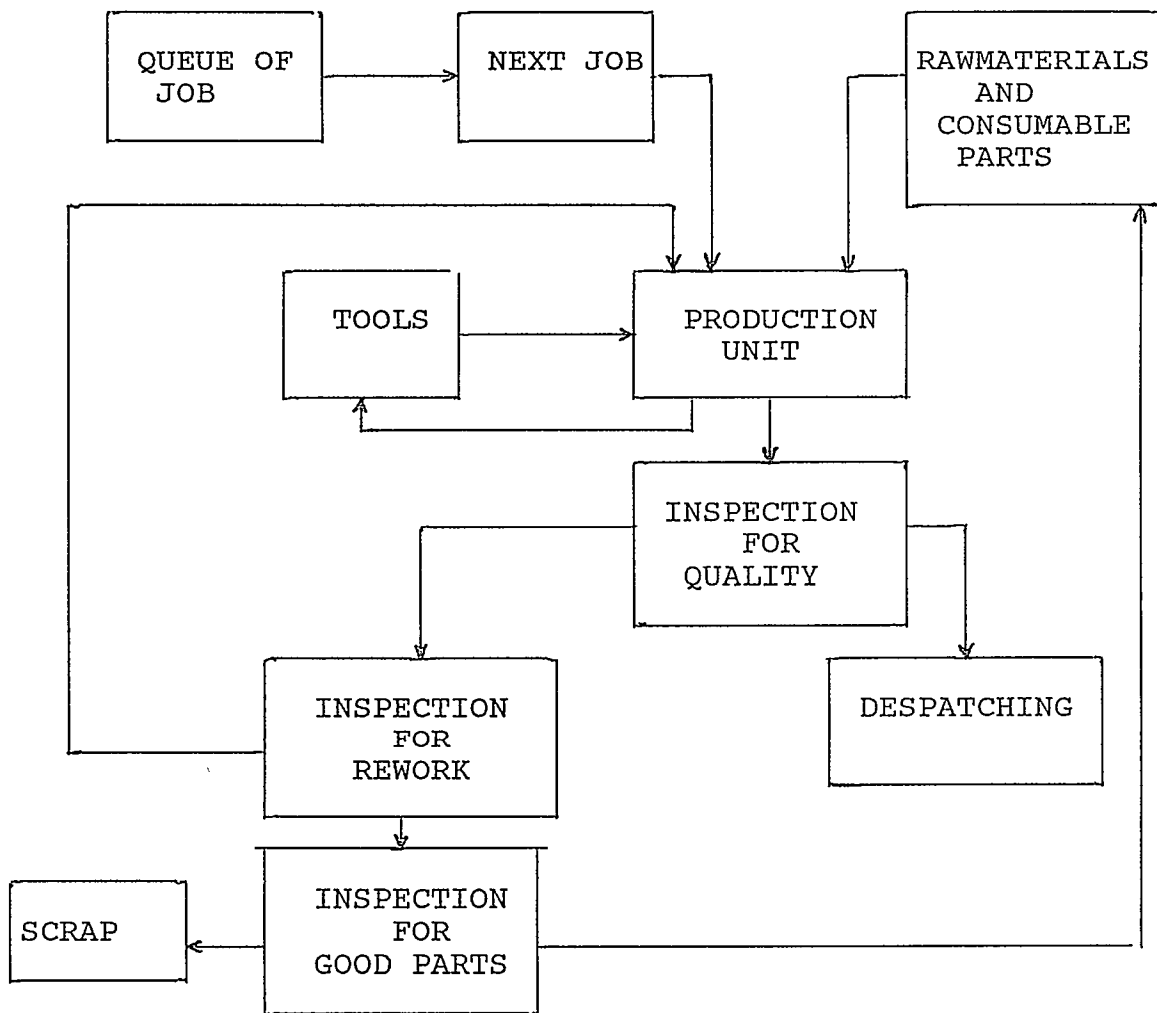 QUEUE OF
JOB
NEXT JOB
RAWMATERIALS
AND
CONSUMABLE
PARTS
TOOLS
PRODUCTION
UNIT
INSPECTION
FOR
QUALITY
INSPECTION
FOR
REWORK
DESPATCHING
SCRAP
INSPECTION
FOR
GOOD PARTS